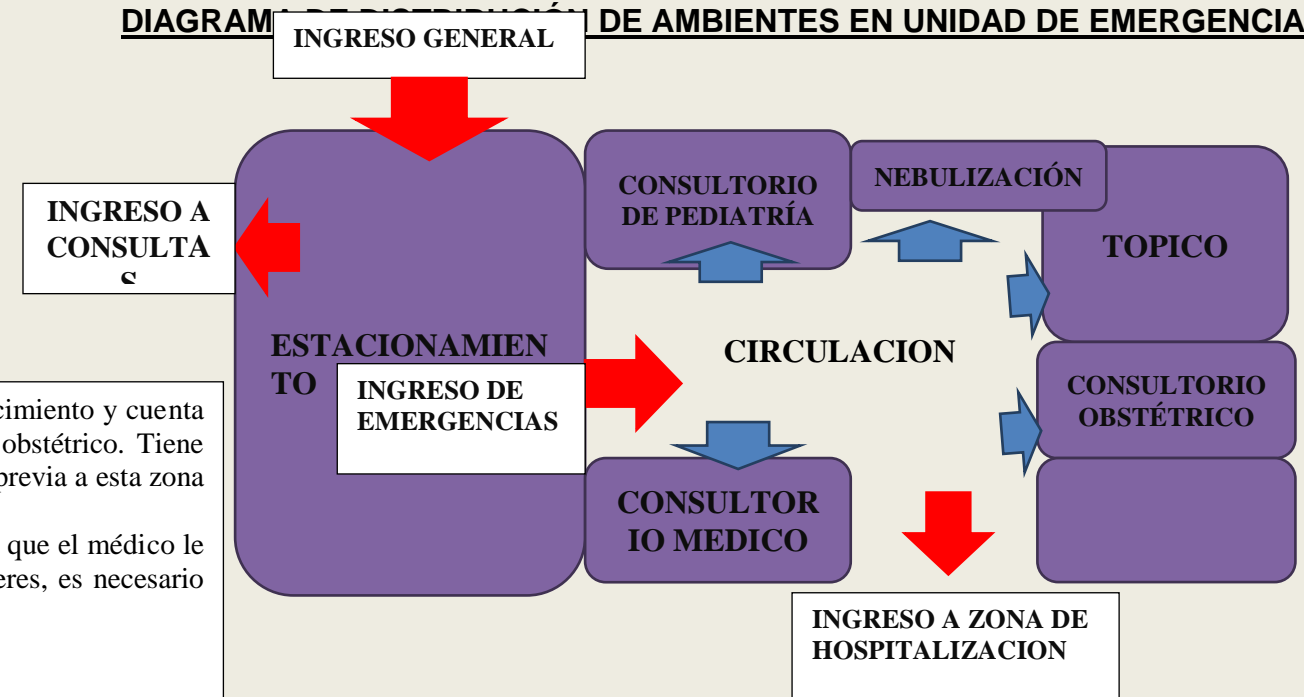 DIAGRAMA DE DISTRIBUCIÓN DE AMBIENTES EN UNIDAD DE EMERGENCIA
INGRESO GENERAL
INGRESO A
CONSULTA
S
CONSULTORIO
DE PEDIATRÍA
NEBULIZACIÓN
TOPICO
ESTACIONAMIEN
TO
INGRESO DE
EMERGENCIAS
CIRCULACION
CONSULTORIO
OBSTÉTRICO
CONSULTOR
IO MEDICO
INGRESO A ZONA DE
HOSPITALIZACION
cimiento y cuenta
obstétrico. Tiene
previa a esta zona
que el médico le
eres, es necesario